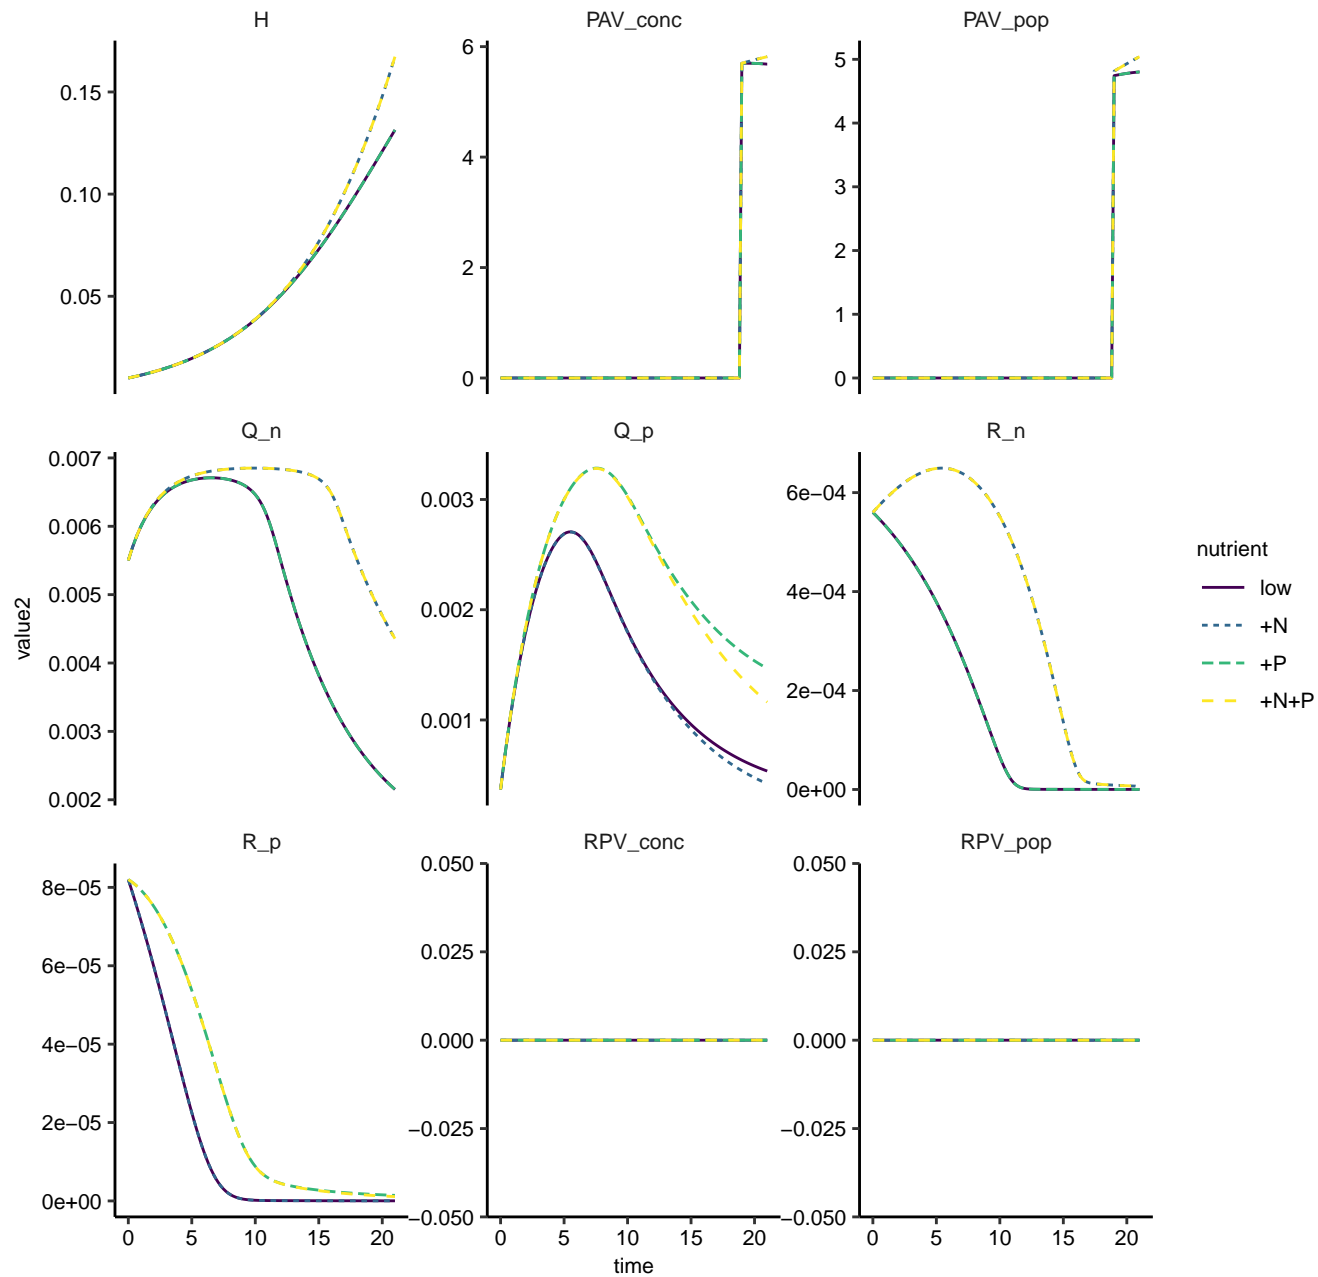 H
PAV_conc
PAV_pop
0.15
0.10
0.05
6
4
2
0
5
4
3
2
1
0
Q_n
Q_p
R_n
0.007
0.006
0.005
0.004
0.003
0.002
0.003
0.002
0.001
6e−04
4e−04
2e−04
0e+00
value2
nutrient
low
+N
+P
+N+P
R_p
RPV_conc
RPV_pop
8e−05
6e−05
4e−05
2e−05
0e+00
0.050
0.025
0.000
−0.025
−0.050
0.050
0.025
0.000
−0.025
−0.050
0 5 10 15 20
0 5 10 15 20
0 5 10 15 20
time